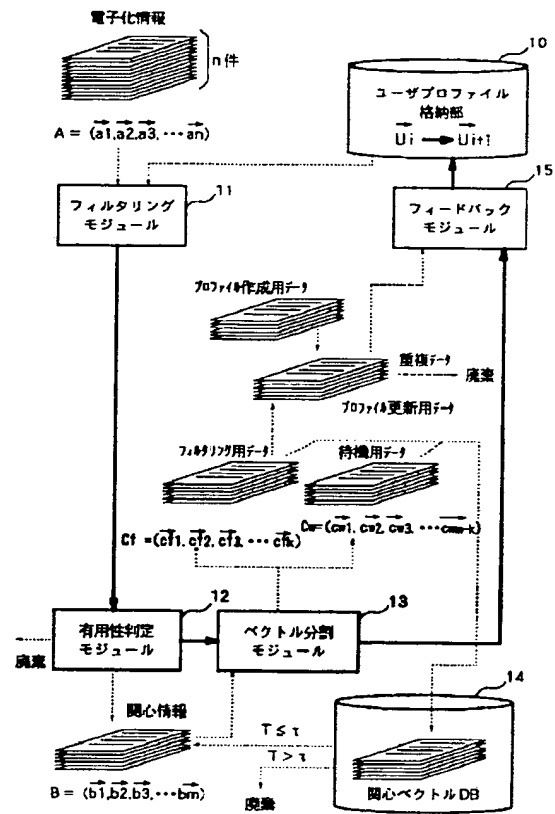 電子化情報
n件
A = (a1,a2,a3, ･･･an)
10
ユーザプロファイル
格納部
Ui → Ui+1
11
フィルタリング
モジュール
15
フィードバック
モジュール
プロファイル作成用データ
重複データ
廃棄
プロファイル更新用データ
フィルタリング用データ
待機用データ
Cf =(cf1, cf2, cf3, ･･･cfk)
Cw=(cw1, cw2, cw3, ･･･cwm-k)
12
有用性判定
モジュール
13
ベクトル分割
モジュール
廃棄
関心情報
B = (b1,b2,b3, ･･･bm)
T≤τ
T>τ
廃棄
14
関心ベクトルDB